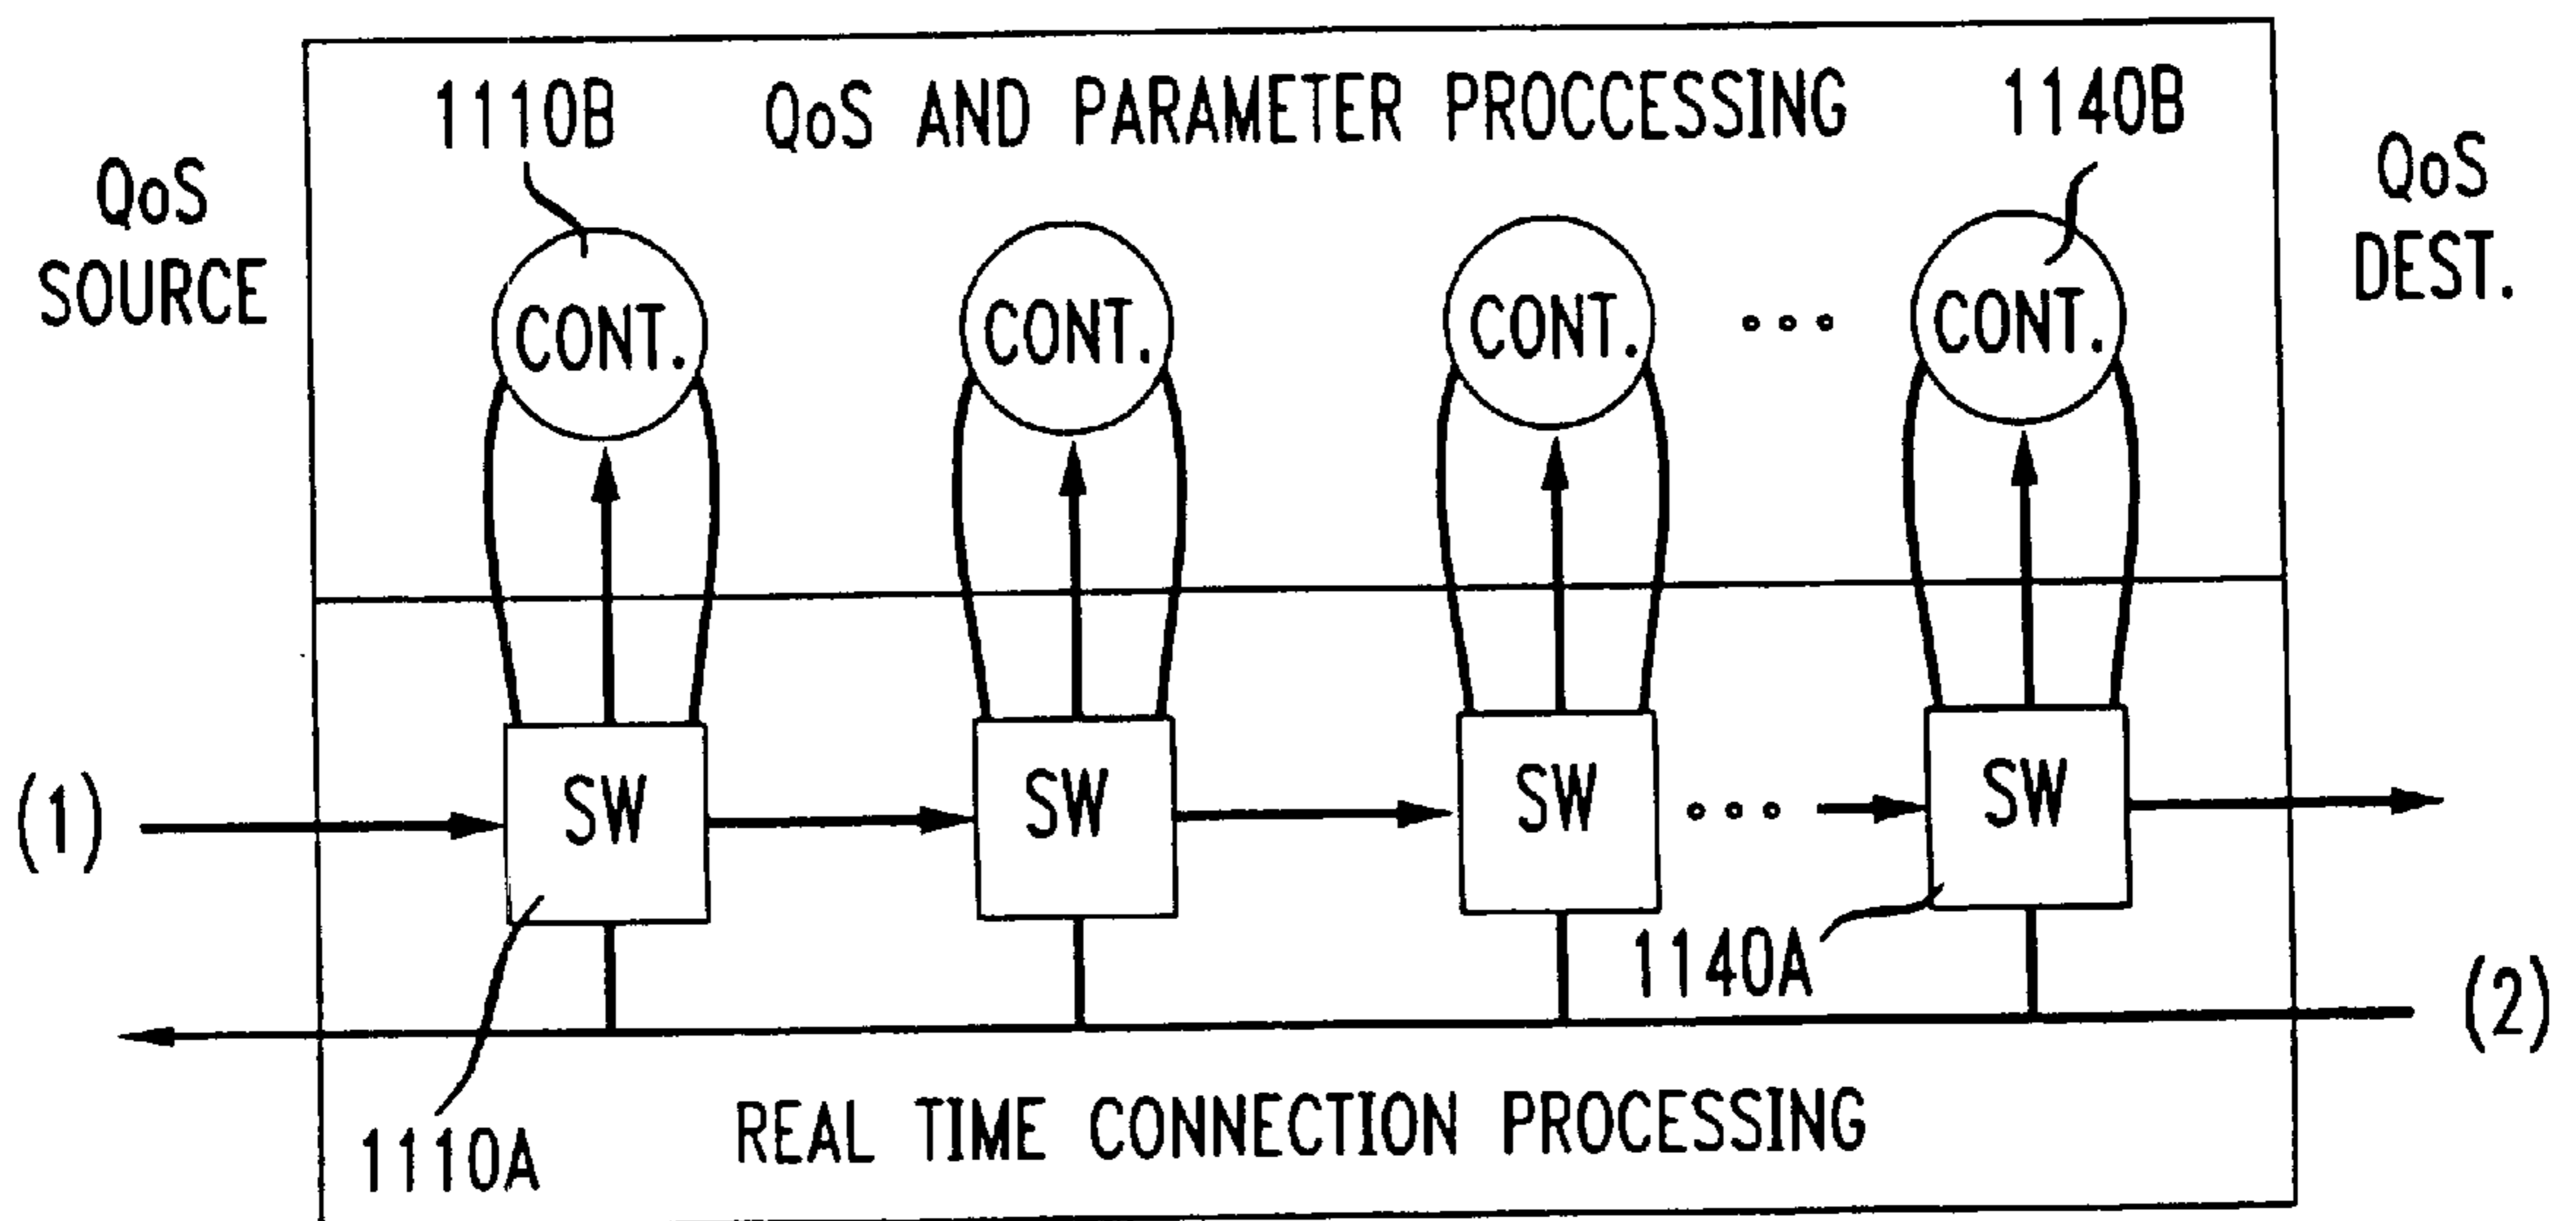 1110B
QoS AND PARAMETER PROCCESSING
1140B
QoS
SOURCE
QoS
DEST.
CONT.
CONT.
CONT.
CONT.
(1)
SW
SW
SW
SW
1140A
(2)
1110A
REAL TIME CONNECTION PROCESSING